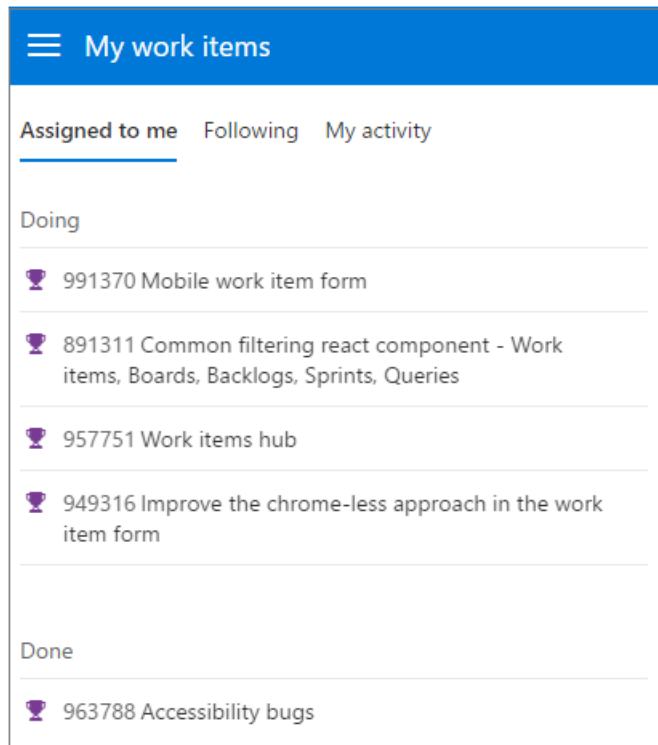 My work items
Assigned to me Following My activity
Doing
991370 Mobile work item form
891311 Common filtering react component - Work
items, Boards, Backlogs, Sprints, Queries
957751 Work items hub
949316 Improve the chrome-less approach in the work
item form
Done
963788 Accessibility bugs